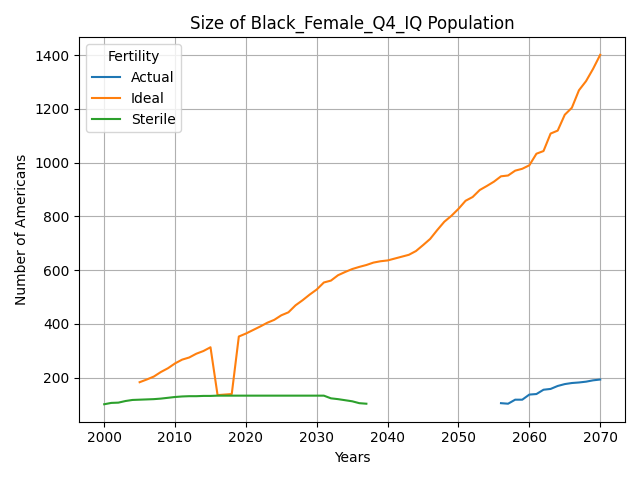 Size of Black_Female_Q4_IQ Population
Fertility
Actual
Ideal
Sterile
Number of Americans
1400
1200
1000
800
600
400
200
2000 2010 2020 2030 2040 2050 2060 2070
Years